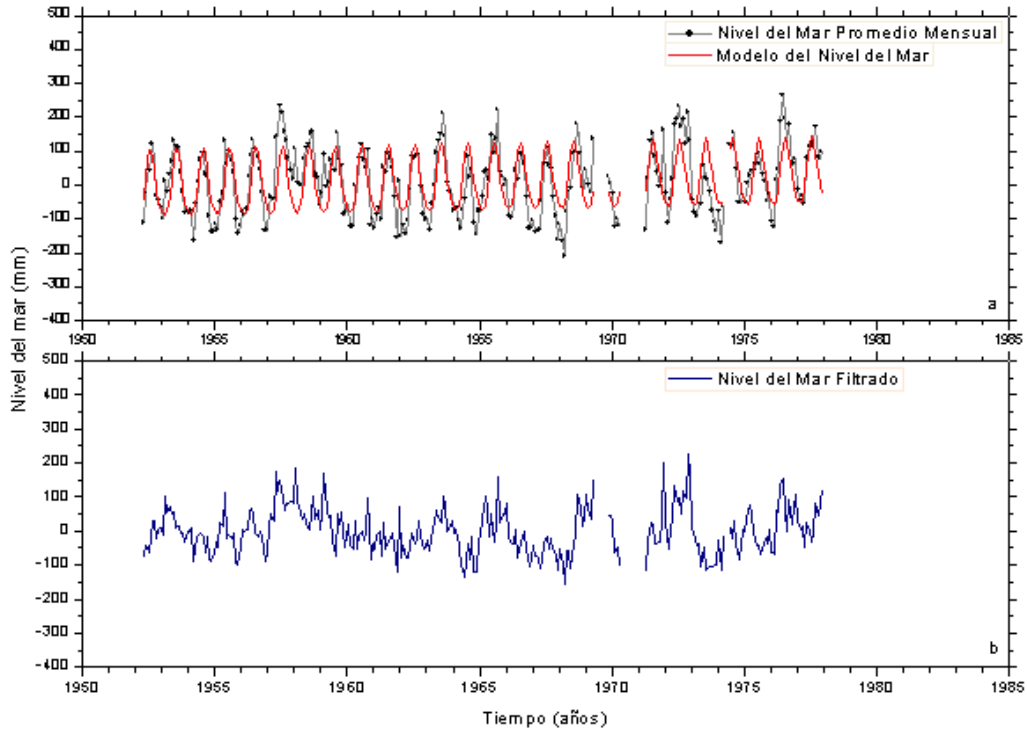 500
400
300
200
100
0
-100
-200
-300
-400
Nivel del Mar Promedio Mensual
Modelo del Nivel del Mar
a
1950 1955 1960 1965 1970 1975 1980 1985
Nivel del mar (mm)
500
400
300
200
100
0
-100
-200
-300
-400
Nivel del Mar Filtrado
b
1950 1955 1960 1965 1970 1975 1980 1985
Tiempo (años)